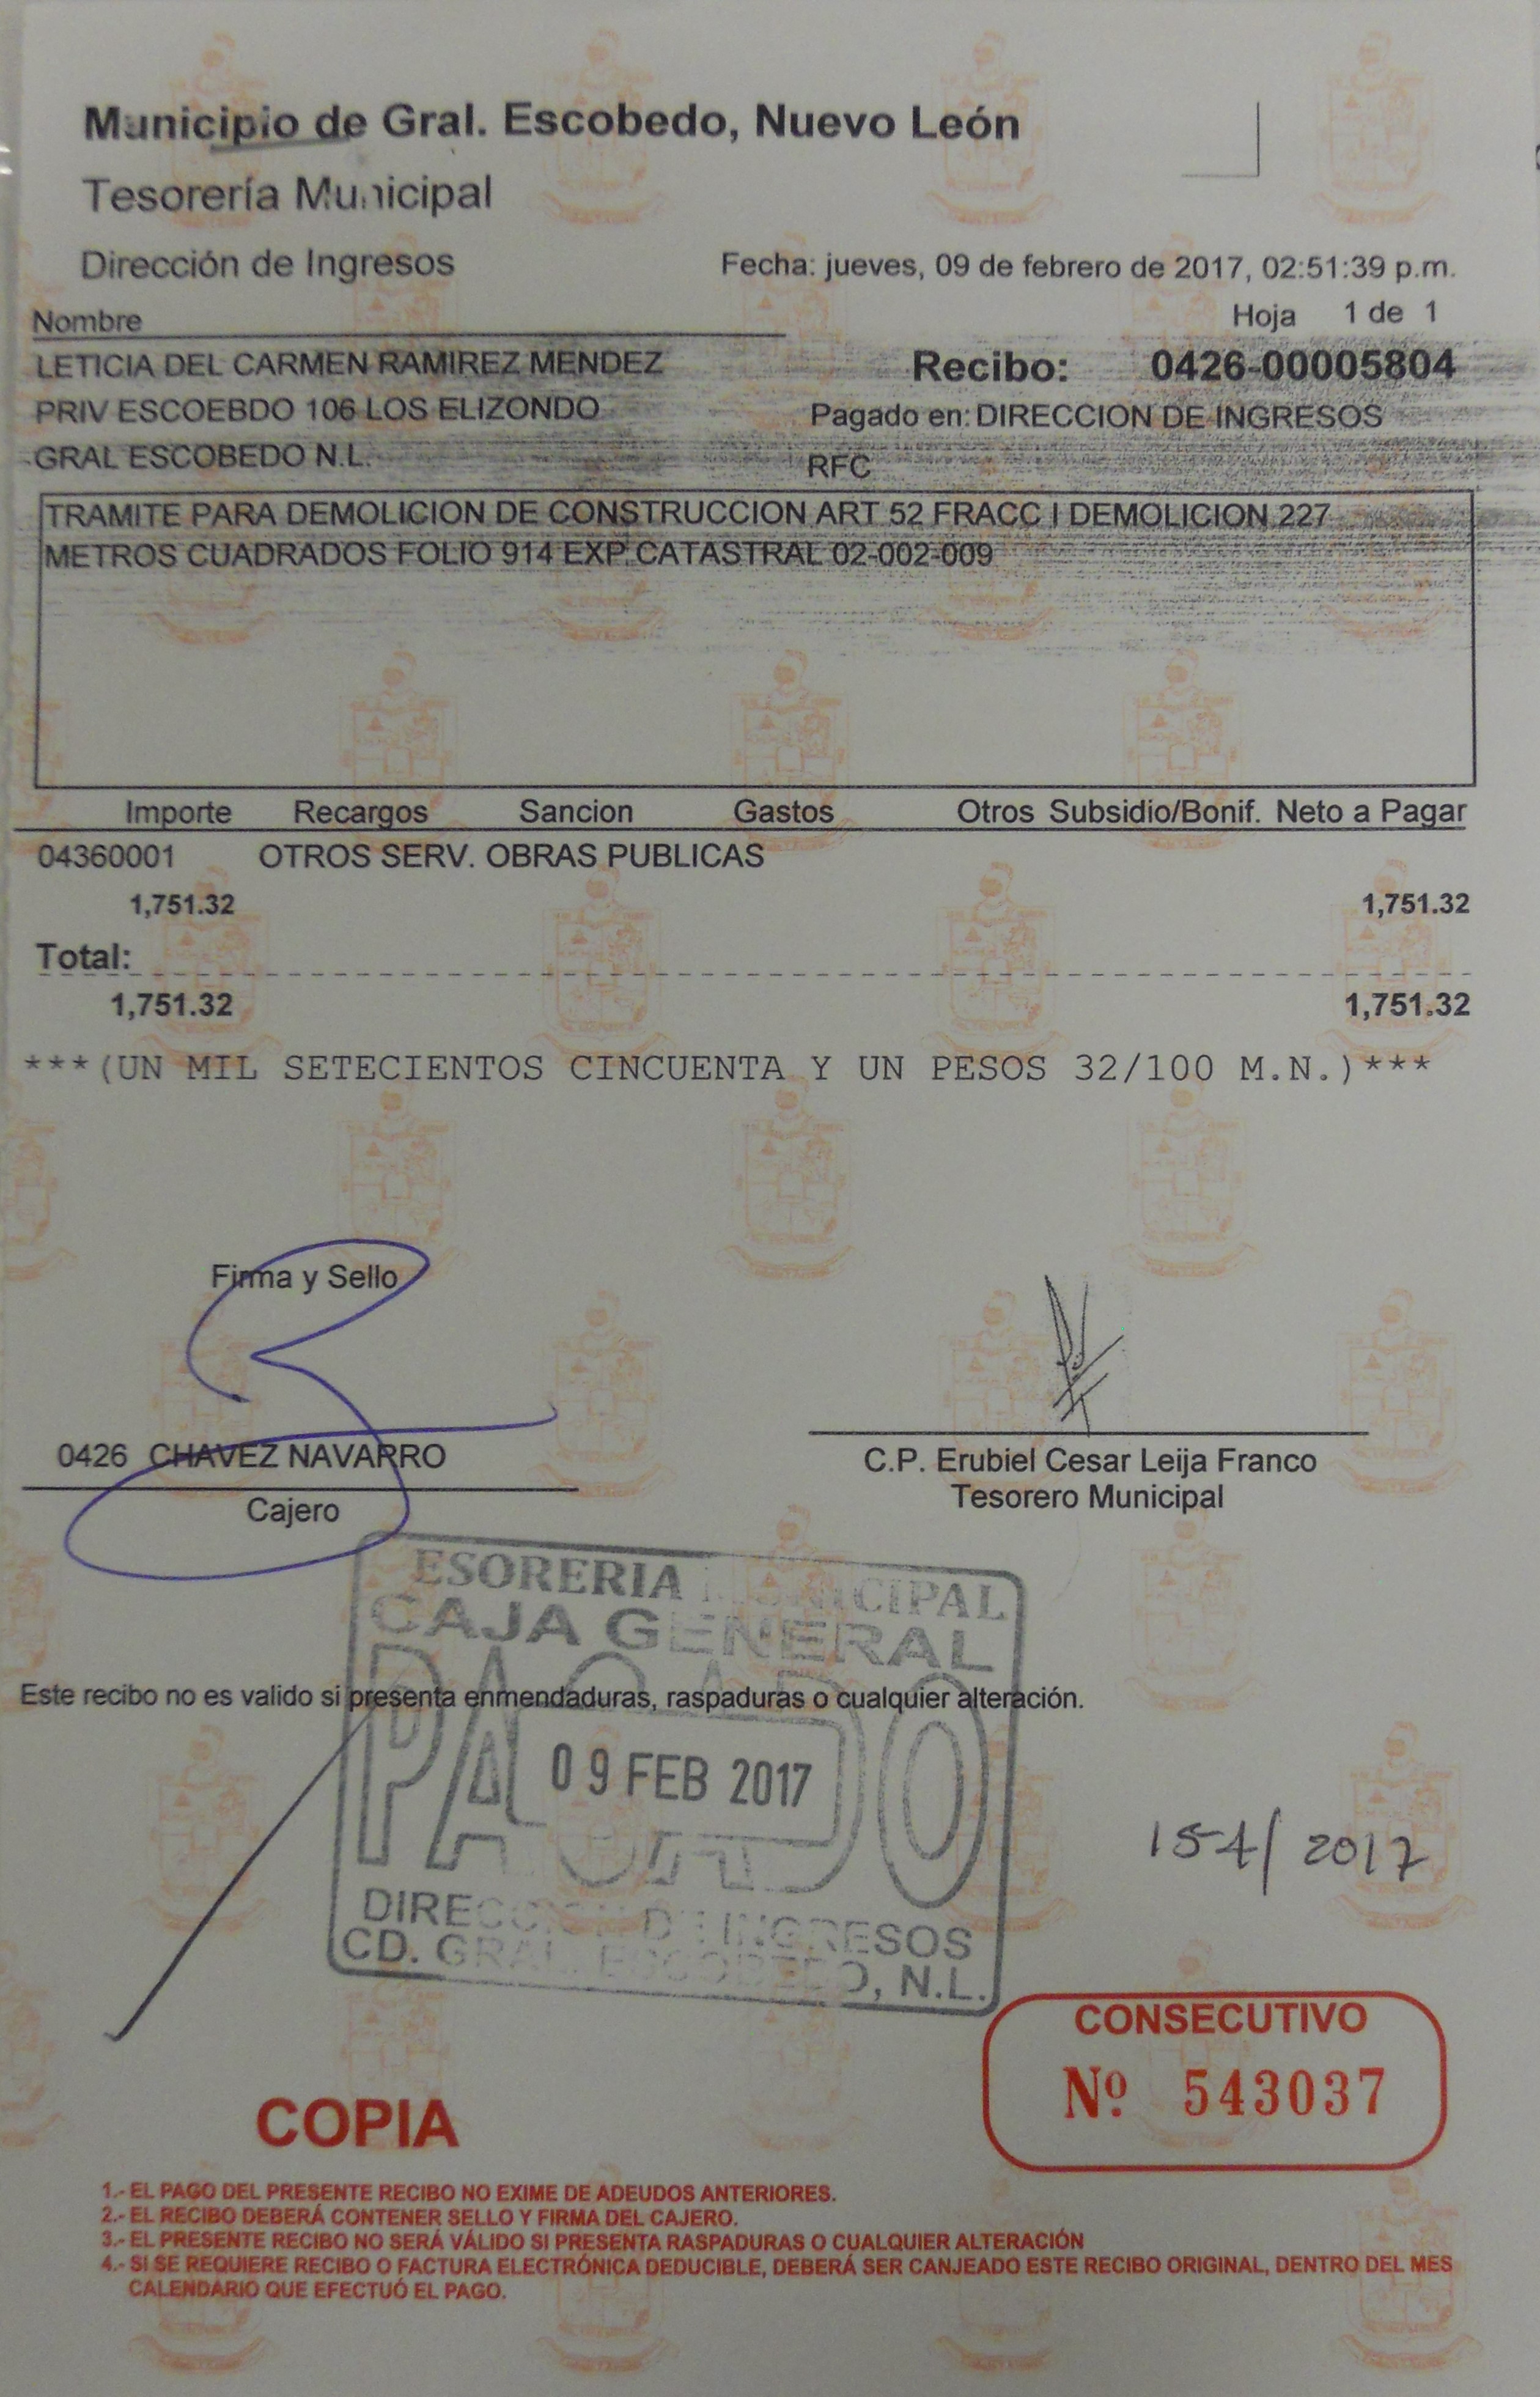 Municipio de Gral. Escobedo, Nuevo León
Tesorería Municipal
Dirección de Ingresos
Fecha: jueves, 09 de febrero de 2017, 02:51:39 p.m.
Hoja 1 de 1
Nombre
LETICIA DEL CARMEN RAMIREZ MENDEZ
Recibo: 0426-00005804
PRIV ESCOEBDO 106 LOS ELIZONDO
Pagado en: DIRECCION DE INGRESOS
GRAL ESCOBEDO N.L.
RFC
TRAMITE PARA DEMOLICION DE CONSTRUCCION ART 52 FRACC I DEMOLICION 227
METROS CUADRADOS FOLIO 914 EXP. CATASTRAL 02-002-009
Importe Recargos Sancion Gastos Otros Subsidio/Bonif. Neto a Pagar
04360001 OTROS SERV. OBRAS PUBLICAS
1,751.32 1,751.32
Total:
1,751.32 1,751.32
***(UN MIL SETECIENTOS CINCUENTA Y UN PESOS 32/100 M.N.)***
Firma y Sello
0426 CHAVEZ NAVARRO
Cajero
C.P. Erubiel Cesar Leija Franco
Tesorero Municipal
ESORERIA MUNICIPAL
CAJA GENERAL
PAGADO
Este recibo no es valido si presenta enmendaduras, raspaduras o cualquier alteración.
09 FEB 2017
154/2017
DIRECCION DE INGRESOS
CD. GRAL. ESCOBEDO, N.L.
CONSECUTIVO
Nº 543037
COPIA
1.- EL PAGO DEL PRESENTE RECIBO NO EXIME DE ADEUDOS ANTERIORES.
2.- EL RECIBO DEBERÁ CONTENER SELLO Y FIRMA DEL CAJERO.
3.- EL PRESENTE RECIBO NO SERÁ VÁLIDO SI PRESENTA RASPADURAS O CUALQUIER ALTERACIÓN
4.- SI SE REQUIERE RECIBO O FACTURA ELECTRÓNICA DEDUCIBLE, DEBERÁ SER CANJEADO ESTE RECIBO ORIGINAL, DENTRO DEL MES
CALENDARIO QUE EFECTUÓ EL PAGO.